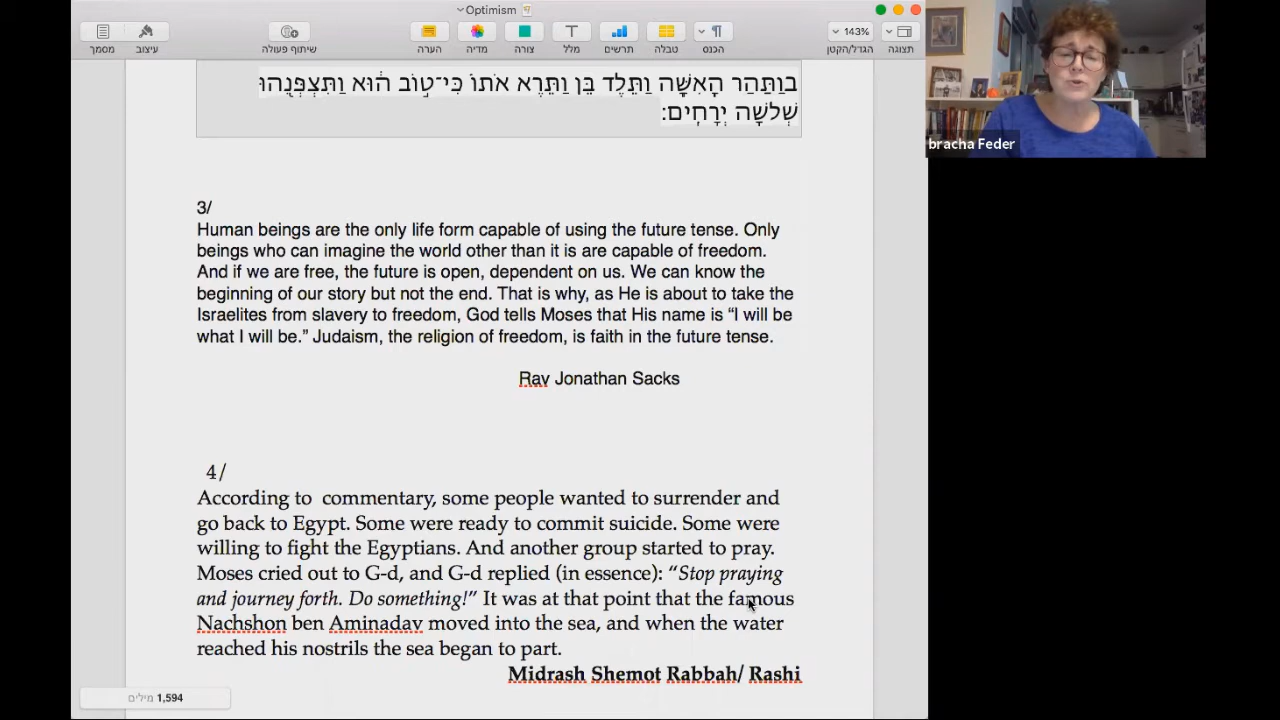 Optimism
143%
מסמך
עיצוב
שיתוף פעולה
הערה
מדיה
צורה
מלל
תרשים
טבלה
הכנס
הגדל/הקטן
תצוגה
בוַתַּהַר הָאִשָּׁה וַתֵּלֶד בֵּן וַתֵּרֶא אֹתוֹ כִּי־טוֹב הוּא וַתִּצְפְּנֵהוּ
שְׁלֹשָׁה יְרָחִים׃
bracha Feder
3/
Human beings are the only life form capable of using the future tense. Only
beings who can imagine the world other than it is are capable of freedom.
And if we are free, the future is open, dependent on us. We can know the
beginning of our story but not the end. That is why, as He is about to take the
Israelites from slavery to freedom, God tells Moses that His name is “I will be
what I will be.” Judaism, the religion of freedom, is faith in the future tense.
Rav Jonathan Sacks
4/
According to commentary, some people wanted to surrender and
go back to Egypt. Some were ready to commit suicide. Some were
willing to fight the Egyptians. And another group started to pray.
Moses cried out to G-d, and G-d replied (in essence): “Stop praying
and journey forth. Do something!” It was at that point that the famous
Nachshon ben Aminadav moved into the sea, and when the water
reached his nostrils the sea began to part.
Midrash Shemot Rabbah/ Rashi
1,594 מילים